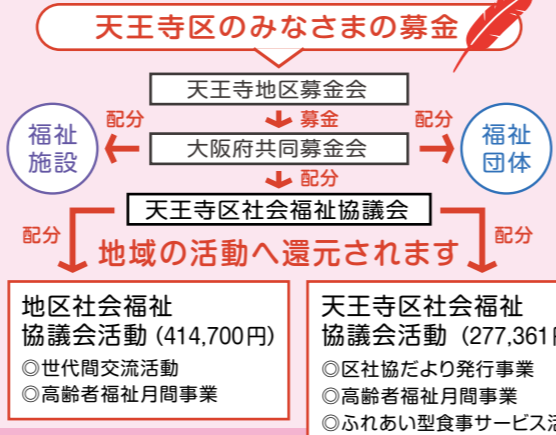 天王寺区のみなさまの募金
天王寺地区募金会
募金
配分
配分
福祉
施設
大阪府共同募金会
福祉
団体
配分
天王寺区社会福祉協議会
配分
配分
地域の活動へ還元されます
地区社会福祉
協議会活動(414,700円)
◎世代間交流活動
◎高齢者福祉月間事業
天王寺区社会福祉
協議会活動 (277,361円
◎区社協だより発行事業
◎高齢者福祉月間事業
◎ふれあい型食事サービス活